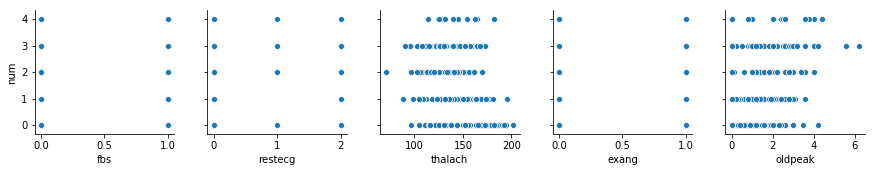 4
3
2
1
0
num
0.0 0.5 1.0
fbs
0 1 2
restecg
100 150 200
thalach
0.0 0.5 1.0
exang
0 2 4 6
oldpeak